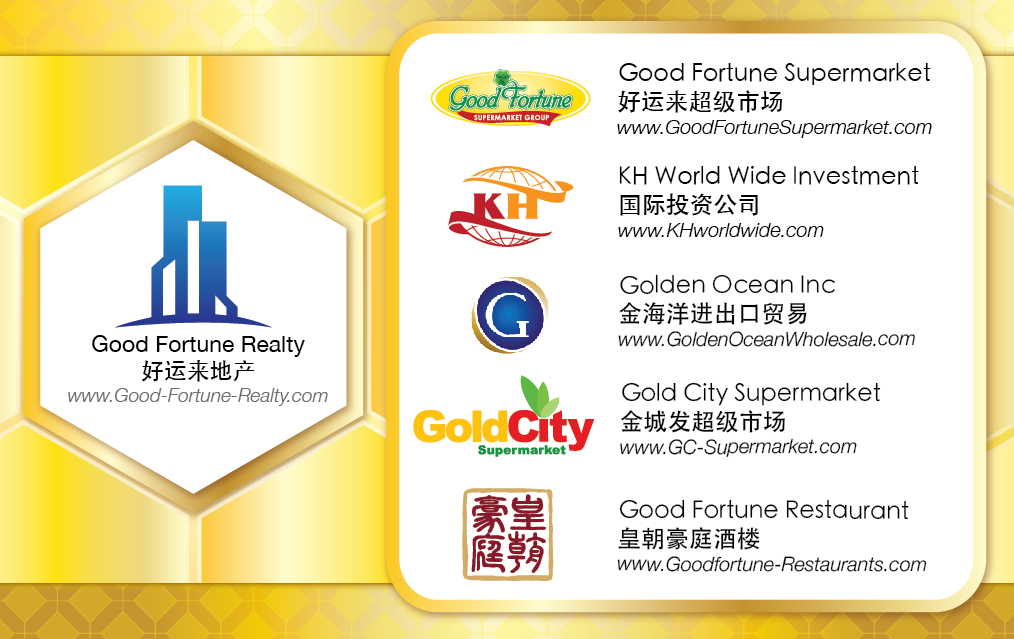 Good Fortune Realty
好运来地产
www.Good-Fortune-Realty.com
Good Fortune
SUPERMARKET GROUP
Good Fortune Supermarket
好运来超级市场
www.GoodFortuneSupermarket.com
KH
KH World Wide Investment
国际投资公司
www.KHworldwide.com
G
Golden Ocean Inc
金海洋进出口贸易
www.GoldenOceanWholesale.com
GoldCity
Supermarket
Gold City Supermarket
金城发超级市场
www.GC-Supermarket.com
皇朝
豪庭
Good Fortune Restaurant
皇朝豪庭酒楼
www.Goodfortune-Restaurants.com